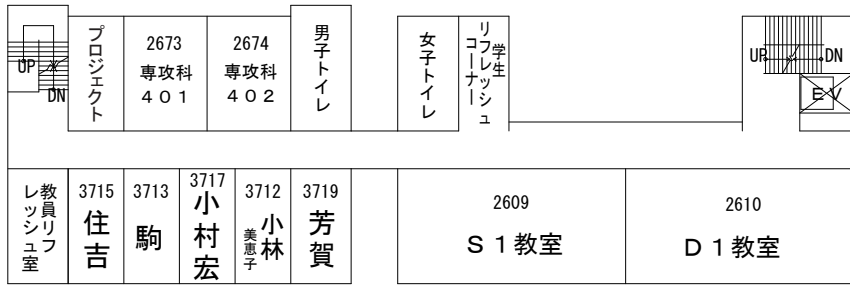 UP
DN
プロジェクト
2673
専攻科
４０１
2674
専攻科
４０２
男子トイレ
女子トイレ
学生
リフレッシュ
コーナー
UP
DN
ＥＶ
教員リフ
レッシュ室
3715
住吉
3713
駒
3717
小村宏
3712
小林
美恵子
3719
芳賀
2609
Ｓ１教室
2610
Ｄ１教室